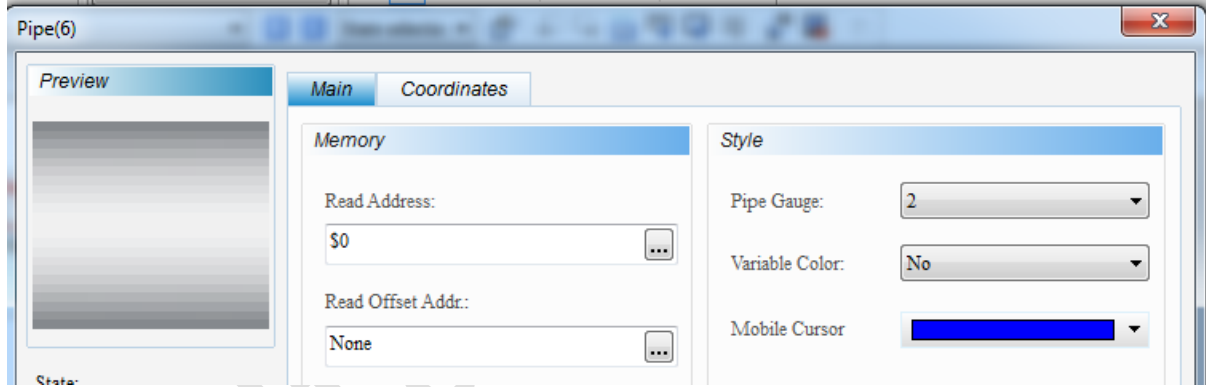 Pipe(6)
Preview
Main
Coordinates
Memory
Read Address:
$0
...
Read Offset Addr.:
None
...
Style
Pipe Gauge:
2
Variable Color:
No
Mobile Cursor
State: